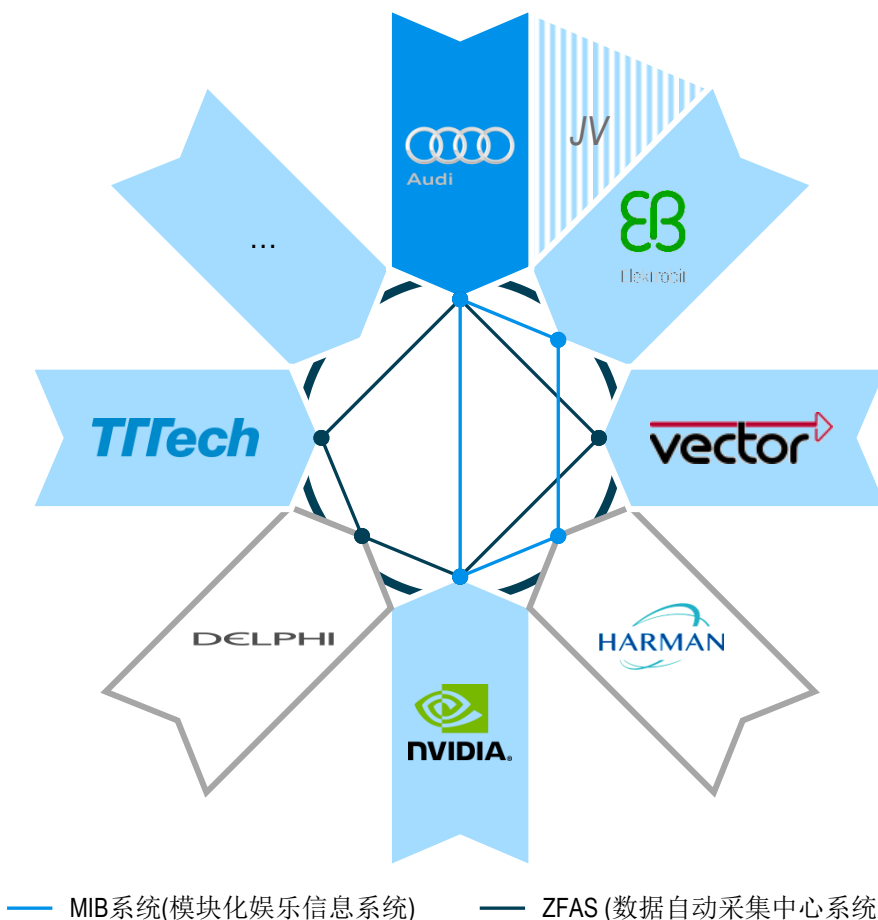 JV
Audi
...
Elektrobit
TTTech
vector
DELPHI
HARMAN
NVIDIA.
MIB系统(模块化娱乐信息系统)
ZFAS (数据自动采集中心系统